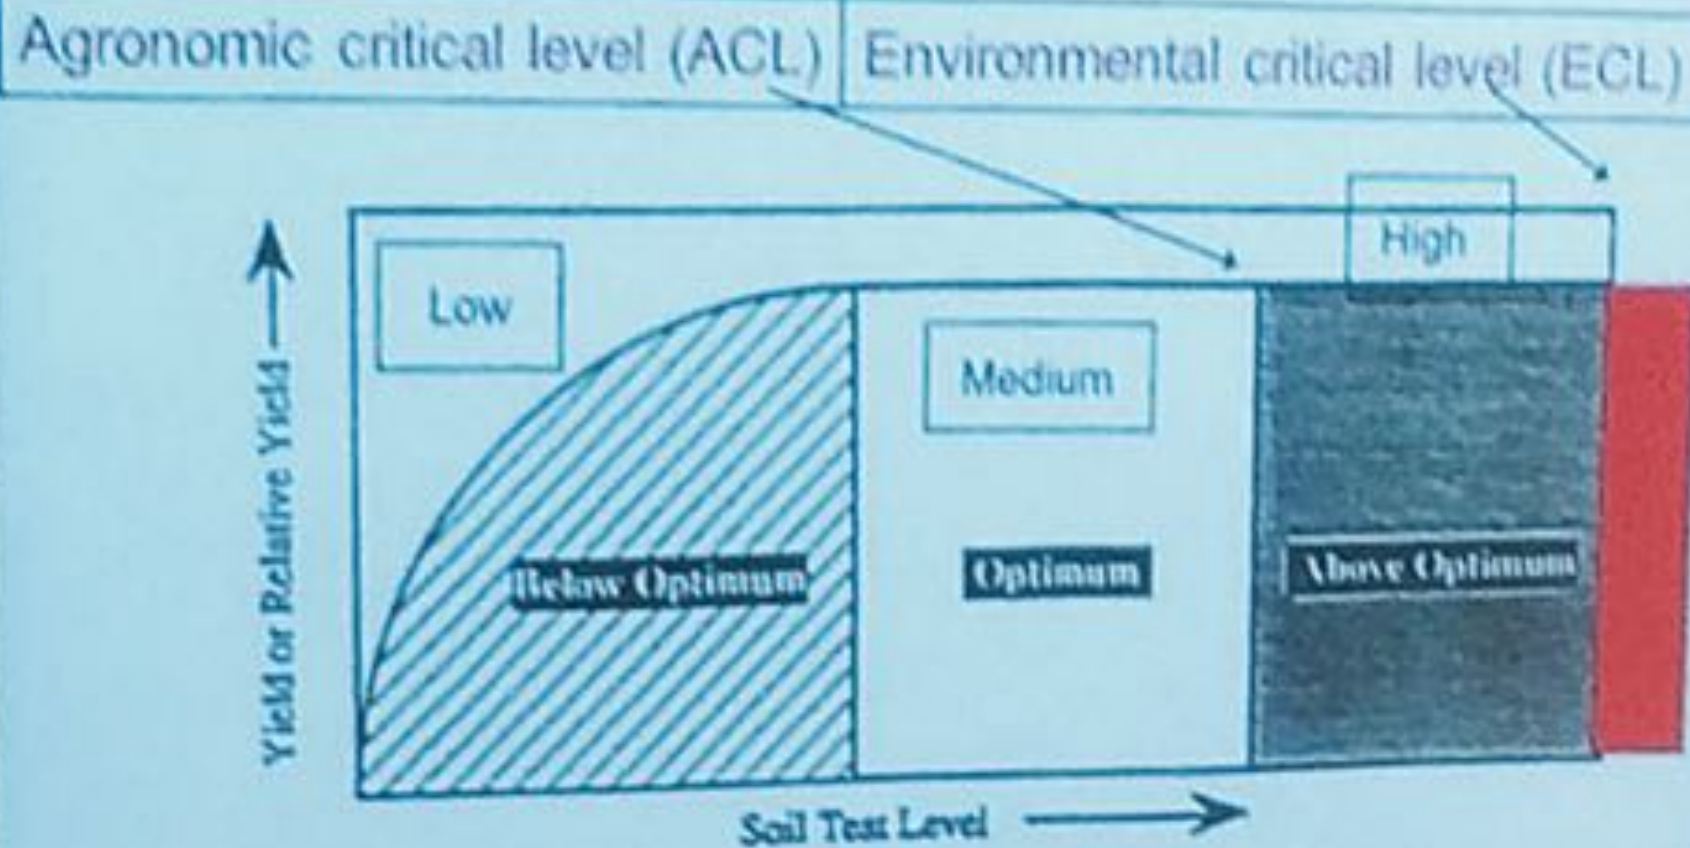 Agronomic critical level (ACL)
Environmental critical level (ECL)
High
Low
Medium
Below Optimum
Optimum
Above Optimum
Yield or Relative Yield
Soil Test Level